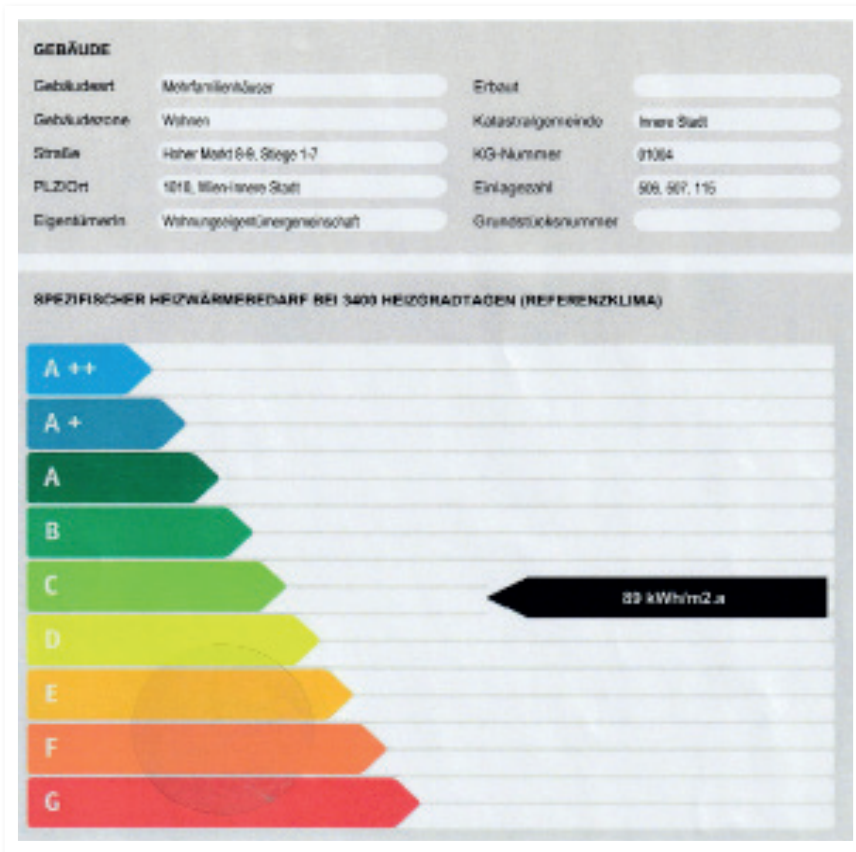 GEBÄUDE
Gebäudeart Mehrfamilienhäuser Erbaut
Gebäudezone Wohnen Katastralgemeinde Innere Stadt
Straße Hoher Markt 8-9, Stiege 1-7 KG-Nummer 01004
PLZ/Ort 1010, Wien-Innere Stadt Einlagezahl 506, 507, 115
EigentümerIn Wohnungseigentümergemeinschaft Grundstücksnummer
SPEZIFISCHER HEIZWÄRMEBEDARF BEI 3400 HEIZGRADTAGEN (REFERENZKLIMA)
A ++
A +
A
B
C 89 kWh/m2.a
D
E
F
G